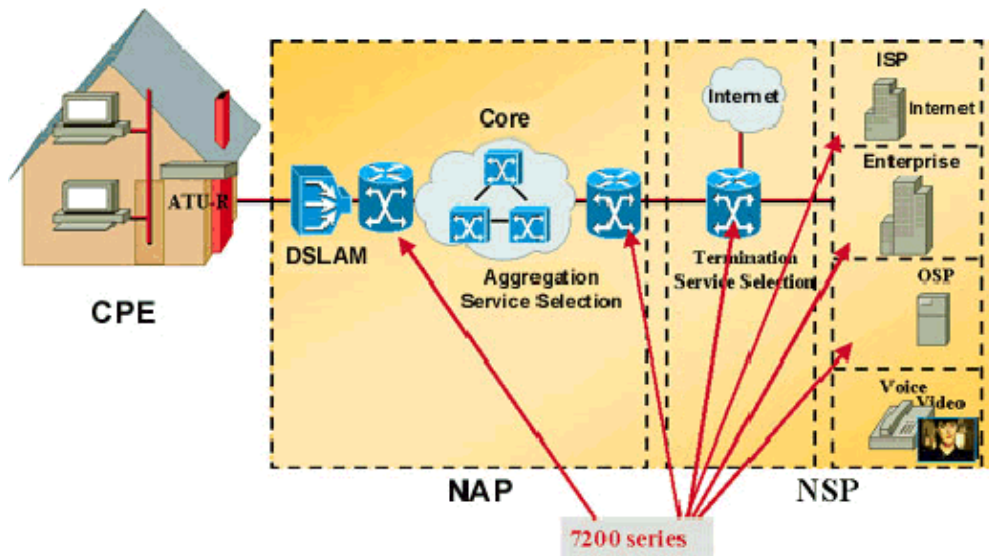 ISP
Internet
Internet
Core
Enterprise
ATU-R
DSLAM
Aggregation
Service Selection
Termination
Service Selection
OSP
CPE
Voice
Video
NAP
NSP
7200 series